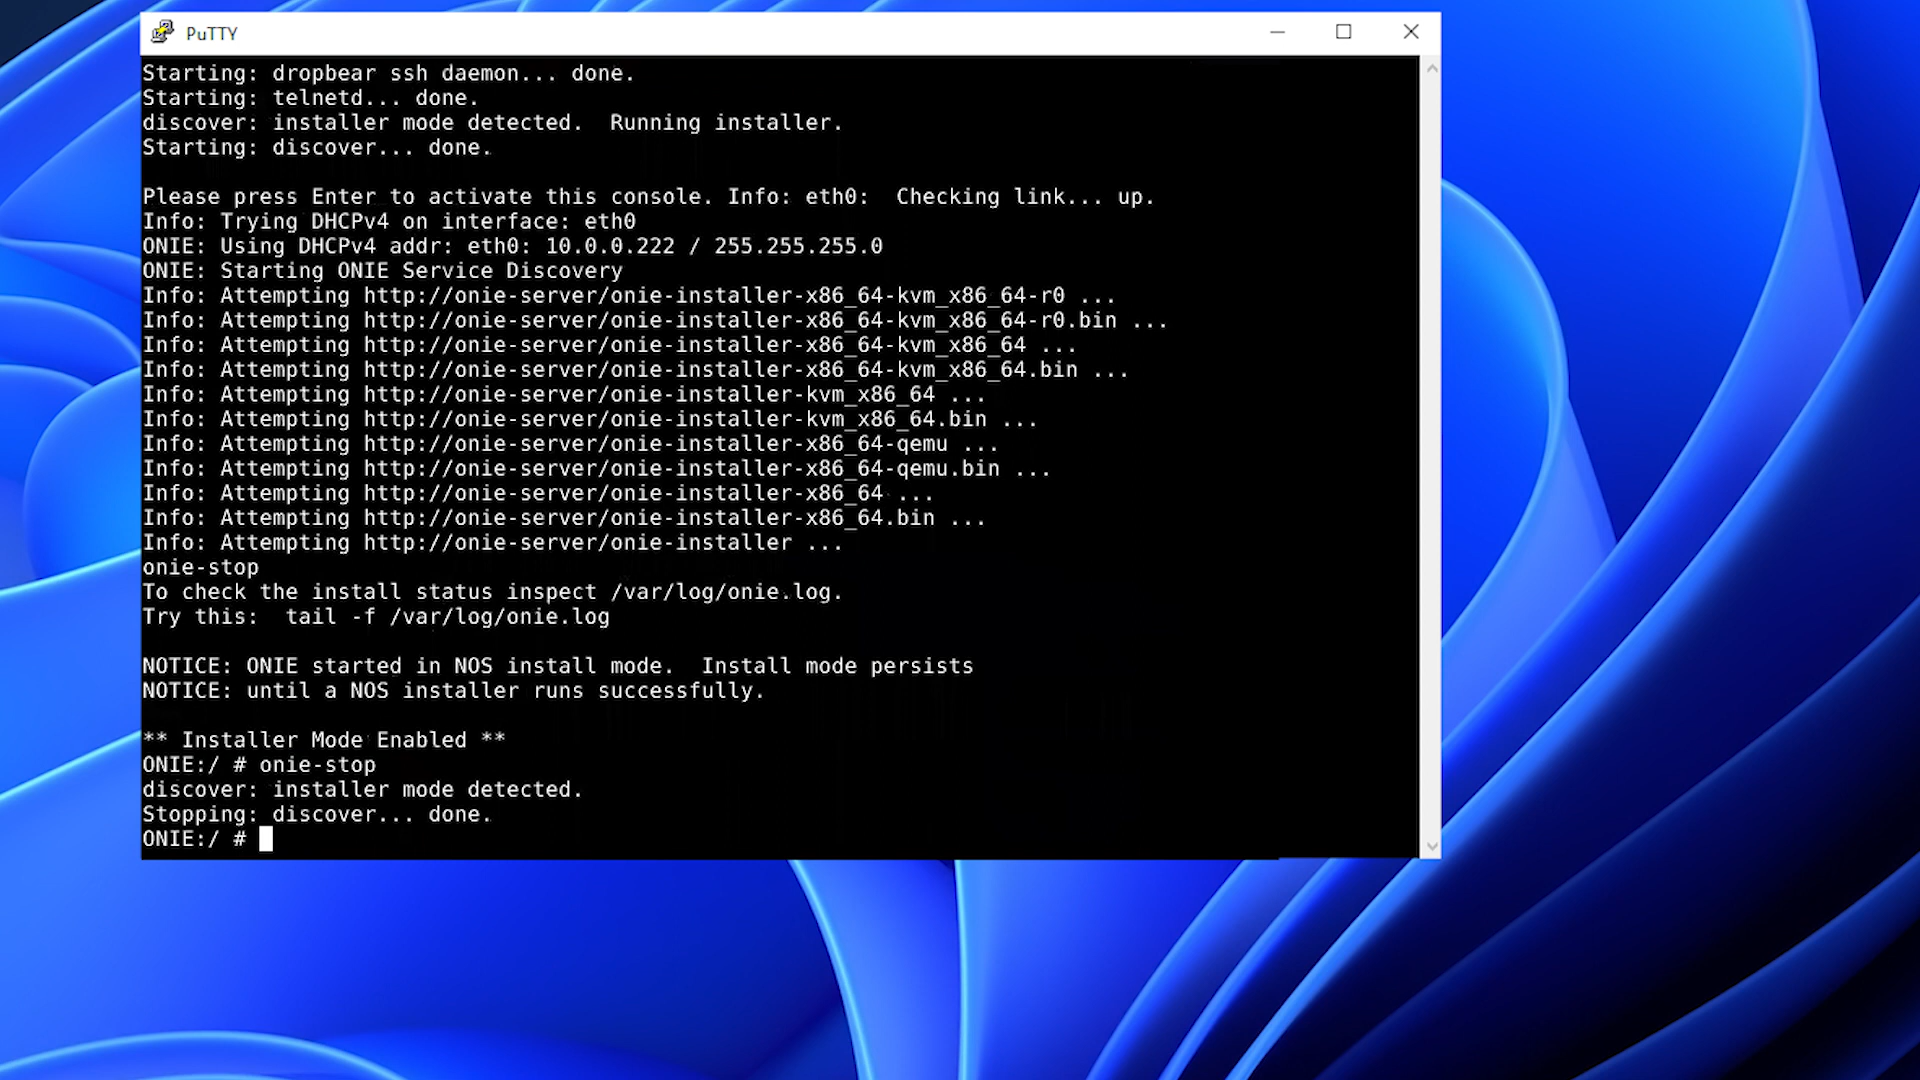 PuTTY
Starting: dropbear ssh daemon... done.
Starting: telnetd... done.
discover: installer mode detected.  Running installer.
Starting: discover... done.
Please press Enter to activate this console. Info: eth0:  Checking link... up.
Info: Trying DHCPv4 on interface: eth0
ONIE: Using DHCPv4 addr: eth0: 10.0.0.222 / 255.255.255.0
ONIE: Starting ONIE Service Discovery
Info: Attempting http://onie-server/onie-installer-x86_64-kvm_x86_64-r0 ...
Info: Attempting http://onie-server/onie-installer-x86_64-kvm_x86_64-r0.bin ...
Info: Attempting http://onie-server/onie-installer-x86_64-kvm_x86_64 ...
Info: Attempting http://onie-server/onie-installer-x86_64-kvm_x86_64.bin ...
Info: Attempting http://onie-server/onie-installer-kvm_x86_64 ...
Info: Attempting http://onie-server/onie-installer-kvm_x86_64.bin ...
Info: Attempting http://onie-server/onie-installer-x86_64-qemu ...
Info: Attempting http://onie-server/onie-installer-x86_64-qemu.bin ...
Info: Attempting http://onie-server/onie-installer-x86_64 ...
Info: Attempting http://onie-server/onie-installer-x86_64.bin ...
Info: Attempting http://onie-server/onie-installer ...
onie-stop
To check the install status inspect /var/log/onie.log.
Try this:  tail -f /var/log/onie.log
NOTICE: ONIE started in NOS install mode.  Install mode persists
NOTICE: until a NOS installer runs successfully.
** Installer Mode Enabled **
ONIE:/ # onie-stop
discover: installer mode detected.
Stopping: discover... done.
ONIE:/ #